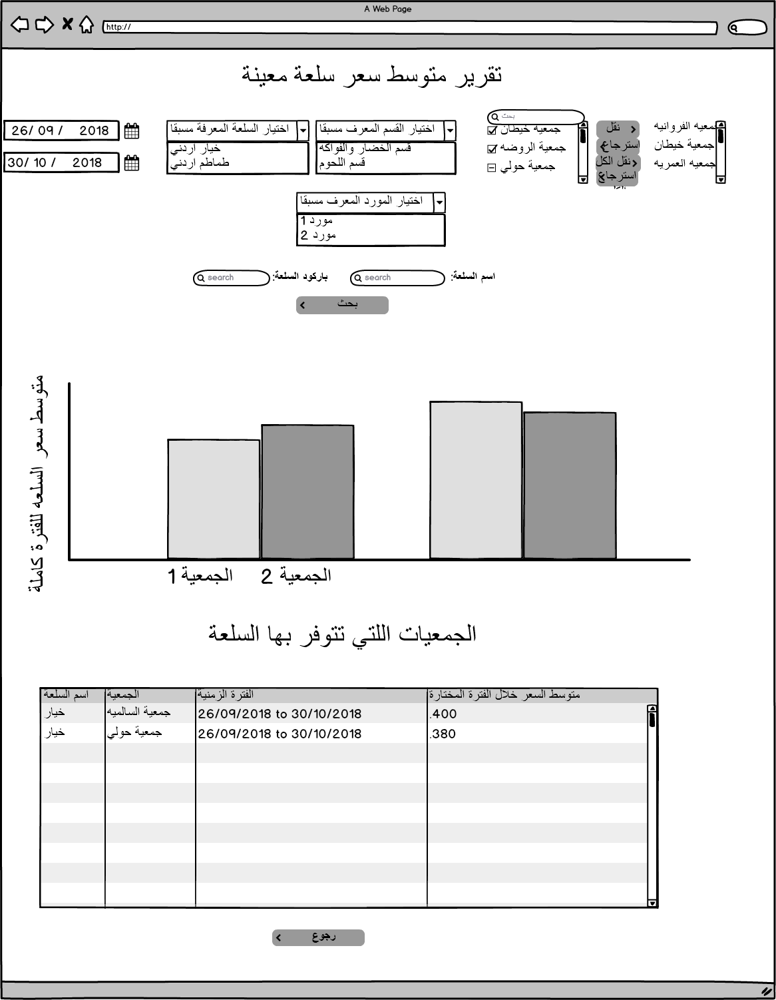 A Web Page
http://
تقرير متوسط سعر سلعة معينة
بحث
جمعيه الفروانيه
جمعية خيطان
جمعيه العمريه
نقل
استرجاع
نقل الكل
استرجاع
جمعية خيطان
جمعية الروضه
جمعية حولي
اختيار القسم المعرف مسبقا
قسم الخضار والفواكه
قسم اللحوم
اختيار السلعة المعرفة مسبقا
خيار اردني
طماطم اردني
26/ 09 / 2018
30/ 10 / 2018
اختيار المورد المعرف مسبقا
مورد 1
مورد 2
اسم السلعة:
search
باركود السلعة:
search
بحث
متوسط سعر السلعه للفترة كاملة
الجمعية 1
الجمعية 2
الجمعيات اللتي تتوفر بها السلعة
اسم السلعة الجمعية الفترة الزمنية متوسط السعر خلال الفترة المختارة
خيار جمعية السالميه 26/09/2018 to 30/10/2018 .400
خيار جمعية حولي 26/09/2018 to 30/10/2018 .380
رجوع